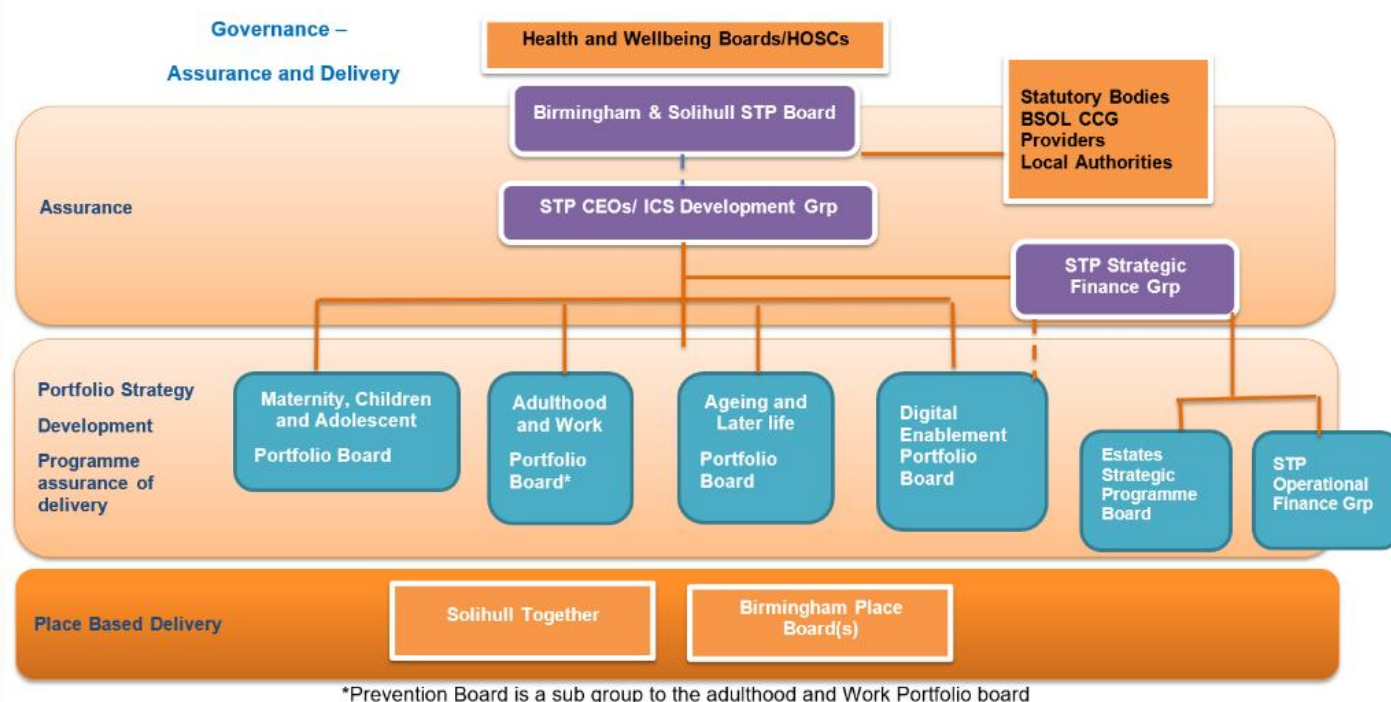 Governance –
Assurance and Delivery
Health and Wellbeing Boards/HOSCs
Birmingham & Solihull STP Board
Statutory Bodies
BSOL CCG
Providers
Local Authorities
Assurance
STP CEOs/ ICS Development Grp
STP Strategic
Finance Grp
Portfolio Strategy
Development
Programme
assurance of
delivery
Maternity, Children
and Adolescent
Portfolio Board
Adulthood
and Work
Portfolio
Board*
Ageing and
Later life
Portfolio
Board
Digital
Enablement
Portfolio
Board
Estates
Strategic
Programme
Board
STP
Operational
Finance Grp
Place Based Delivery
Solihull Together
Birmingham Place
Board(s)
*Prevention Board is a sub group to the adulthood and Work Portfolio board